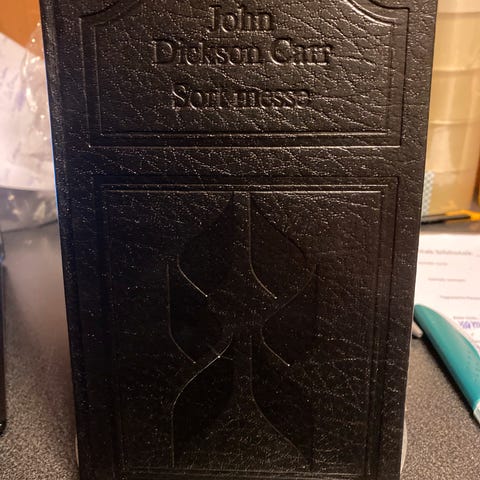 John
Dickson Carr
Sort messe